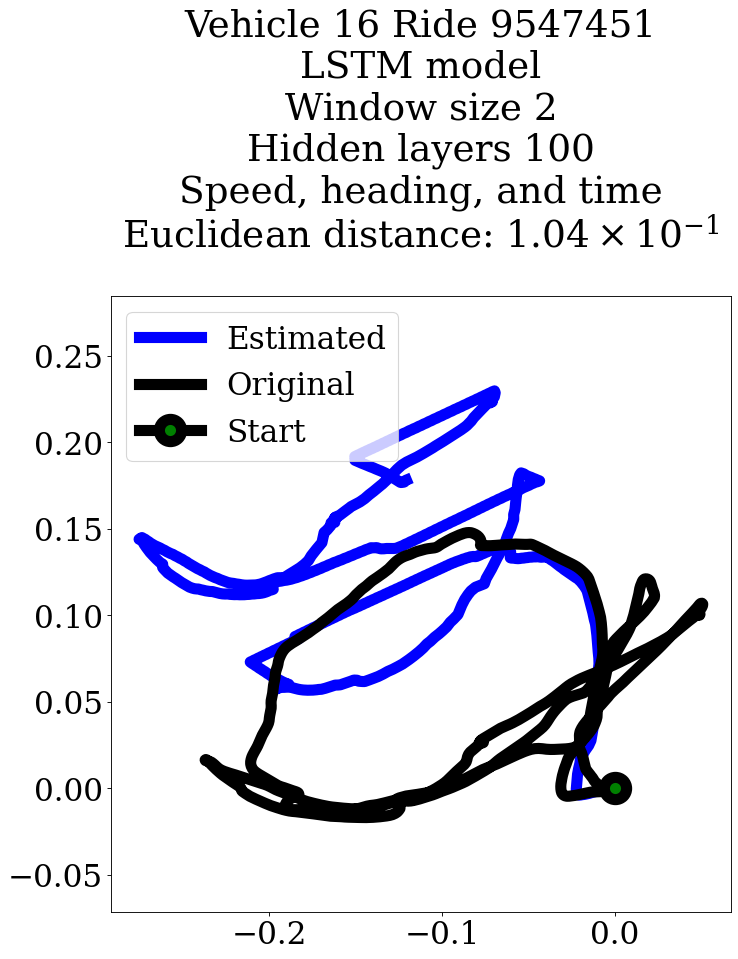 Vehicle 16 Ride 9547451
LSTM model
Window size 2
Hidden layers 100
Speed, heading, and time
Euclidean distance: 1.04 × 10⁻¹
Estimated
Original
Start
0.25
0.20
0.15
0.10
0.05
0.00
−0.05
−0.2
−0.1
0.0